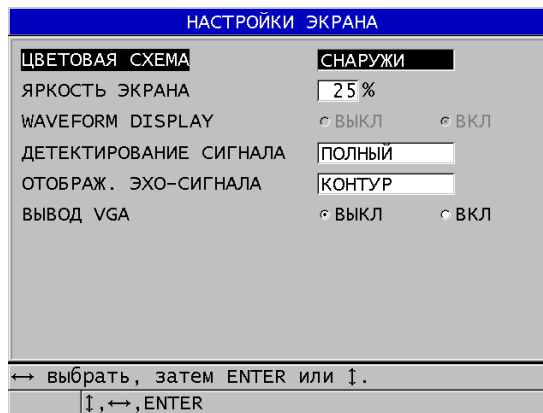 НАСТРОЙКИ ЭКРАНА
ЦВЕТОВАЯ СХЕМА СНАРУЖИ
ЯРКОСТЬ ЭКРАНА 25 %
WAVEFORM DISPLAY ВЫКЛ ВКЛ
ДЕТЕКТИРОВАНИЕ СИГНАЛА ПОЛНЫЙ
ОТОБРАЖ. ЭХО-СИГНАЛА КОНТУР
ВЫВОД VGA ВЫКЛ ВКЛ
↔ выбрать, затем ENTER или ↕.
↕,↔,ENTER